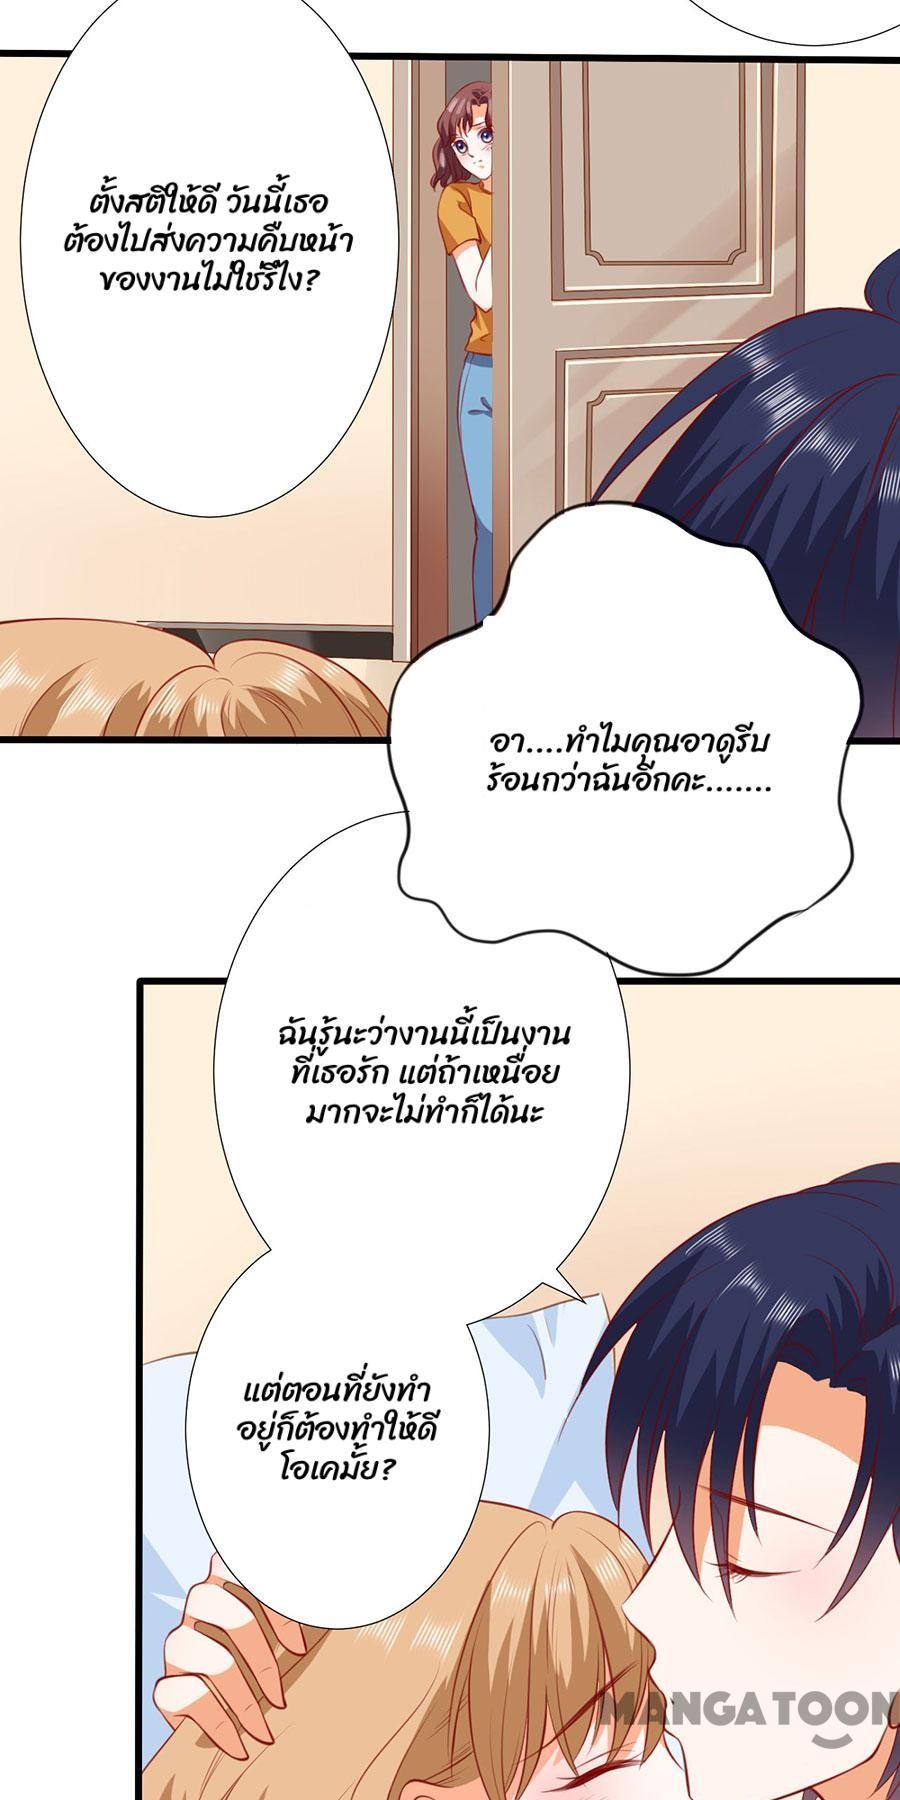 ตั้งสติให้ดี วันนี้เธอ
ต้องไปส่งความคืบหน้า
ของงานไม่ใช่รึไง?
อา....ทำไมคุณอาดูรีบ
ร้อนกว่าฉันอีกคะ.......
ฉันรู้นะว่างานนี้เป็นงาน
ที่เธอรัก แต่ถ้าเหนื่อย
มากจะไม่ทำก็ได้นะ
แต่ตอนที่ยังทำ
อยู่ก็ต้องทำให้ดี
โอเคมั้ย?
MANGATOON